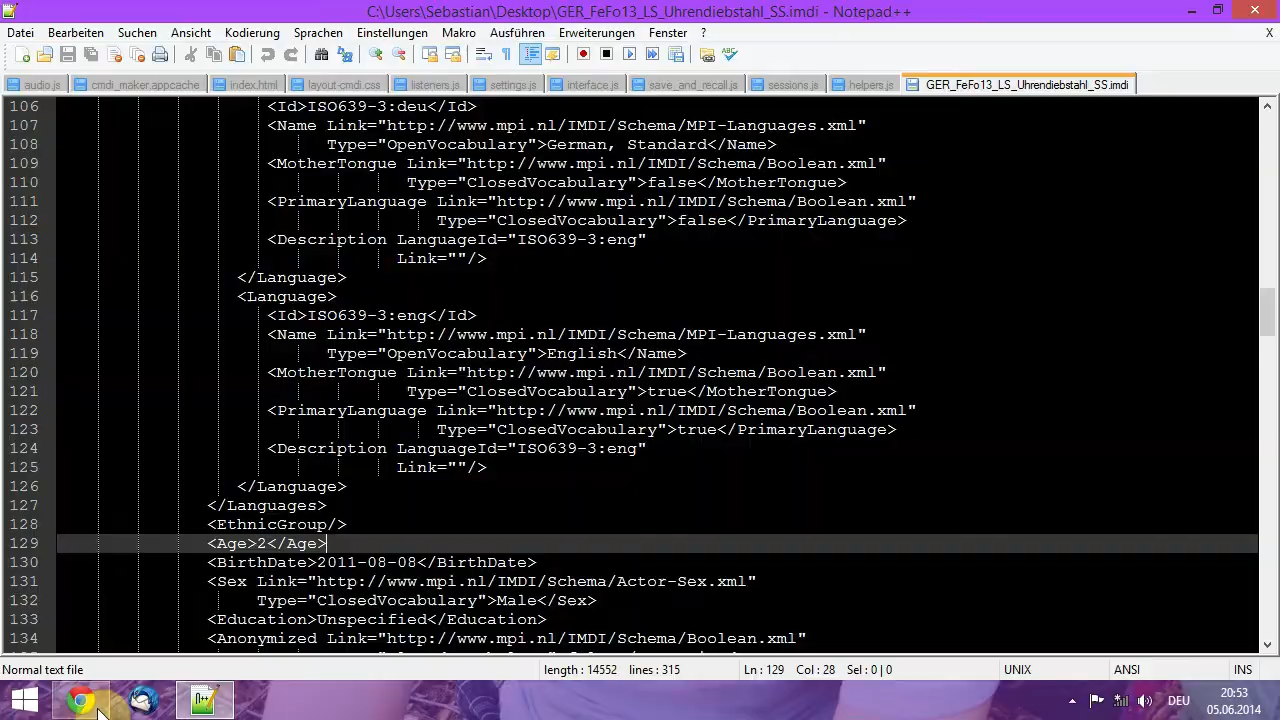 C:\Users\Sebastian\Desktop\GER_FeFo13_LS_Uhrendiebstahl_SS.imdi - Notepad++
Datei Bearbeiten Suchen Ansicht Kodierung Sprachen Einstellungen Makro Ausführen Erweiterungen Fenster ? X
audio.js cmdi_maker.appcache index.html layout-cmdi.css listeners.js settings.js interface.js save_and_recall.js sessions.js helpers.js GER_FeFo13_LS_Uhrendiebstahl_SS.imdi
106 <Id>ISO639-3:deu</Id>
107 <Name Link="http://www.mpi.nl/IMDI/Schema/MPI-Languages.xml"
108 Type="OpenVocabulary">German, Standard</Name>
109 <MotherTongue Link="http://www.mpi.nl/IMDI/Schema/Boolean.xml"
110 Type="ClosedVocabulary">false</MotherTongue>
111 <PrimaryLanguage Link="http://www.mpi.nl/IMDI/Schema/Boolean.xml"
112 Type="ClosedVocabulary">false</PrimaryLanguage>
113 <Description LanguageId="ISO639-3:eng"
114 Link=""/>
115 </Language>
116 <Language>
117 <Id>ISO639-3:eng</Id>
118 <Name Link="http://www.mpi.nl/IMDI/Schema/MPI-Languages.xml"
119 Type="OpenVocabulary">English</Name>
120 <MotherTongue Link="http://www.mpi.nl/IMDI/Schema/Boolean.xml"
121 Type="ClosedVocabulary">true</MotherTongue>
122 <PrimaryLanguage Link="http://www.mpi.nl/IMDI/Schema/Boolean.xml"
123 Type="ClosedVocabulary">true</PrimaryLanguage>
124 <Description LanguageId="ISO639-3:eng"
125 Link=""/>
126 </Language>
127 </Languages>
128 <EthnicGroup/>
129 <Age>2</Age>
130 <BirthDate>2011-08-08</BirthDate>
131 <Sex Link="http://www.mpi.nl/IMDI/Schema/Actor-Sex.xml"
132 Type="ClosedVocabulary">Male</Sex>
133 <Education>Unspecified</Education>
134 <Anonymized Link="http://www.mpi.nl/IMDI/Schema/Boolean.xml"
Normal text file length : 14552 lines : 315 Ln : 129 Col : 28 Sel : 0 | 0 UNIX ANSI INS
DEU 20:53
05.06.2014